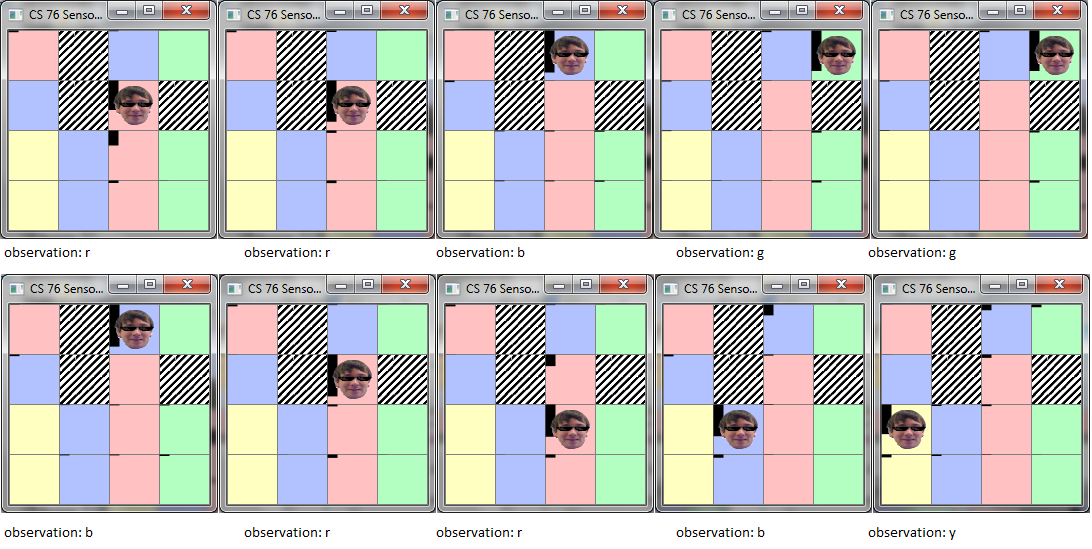 CS 76 Senso... CS 76 Senso... CS 76 Senso... CS 76 Senso... CS 76 Senso...
observation: r observation: r observation: b observation: g observation: g
CS 76 Senso... CS 76 Senso... CS 76 Senso... CS 76 Senso... CS 76 Senso...
observation: b observation: r observation: r observation: b observation: y